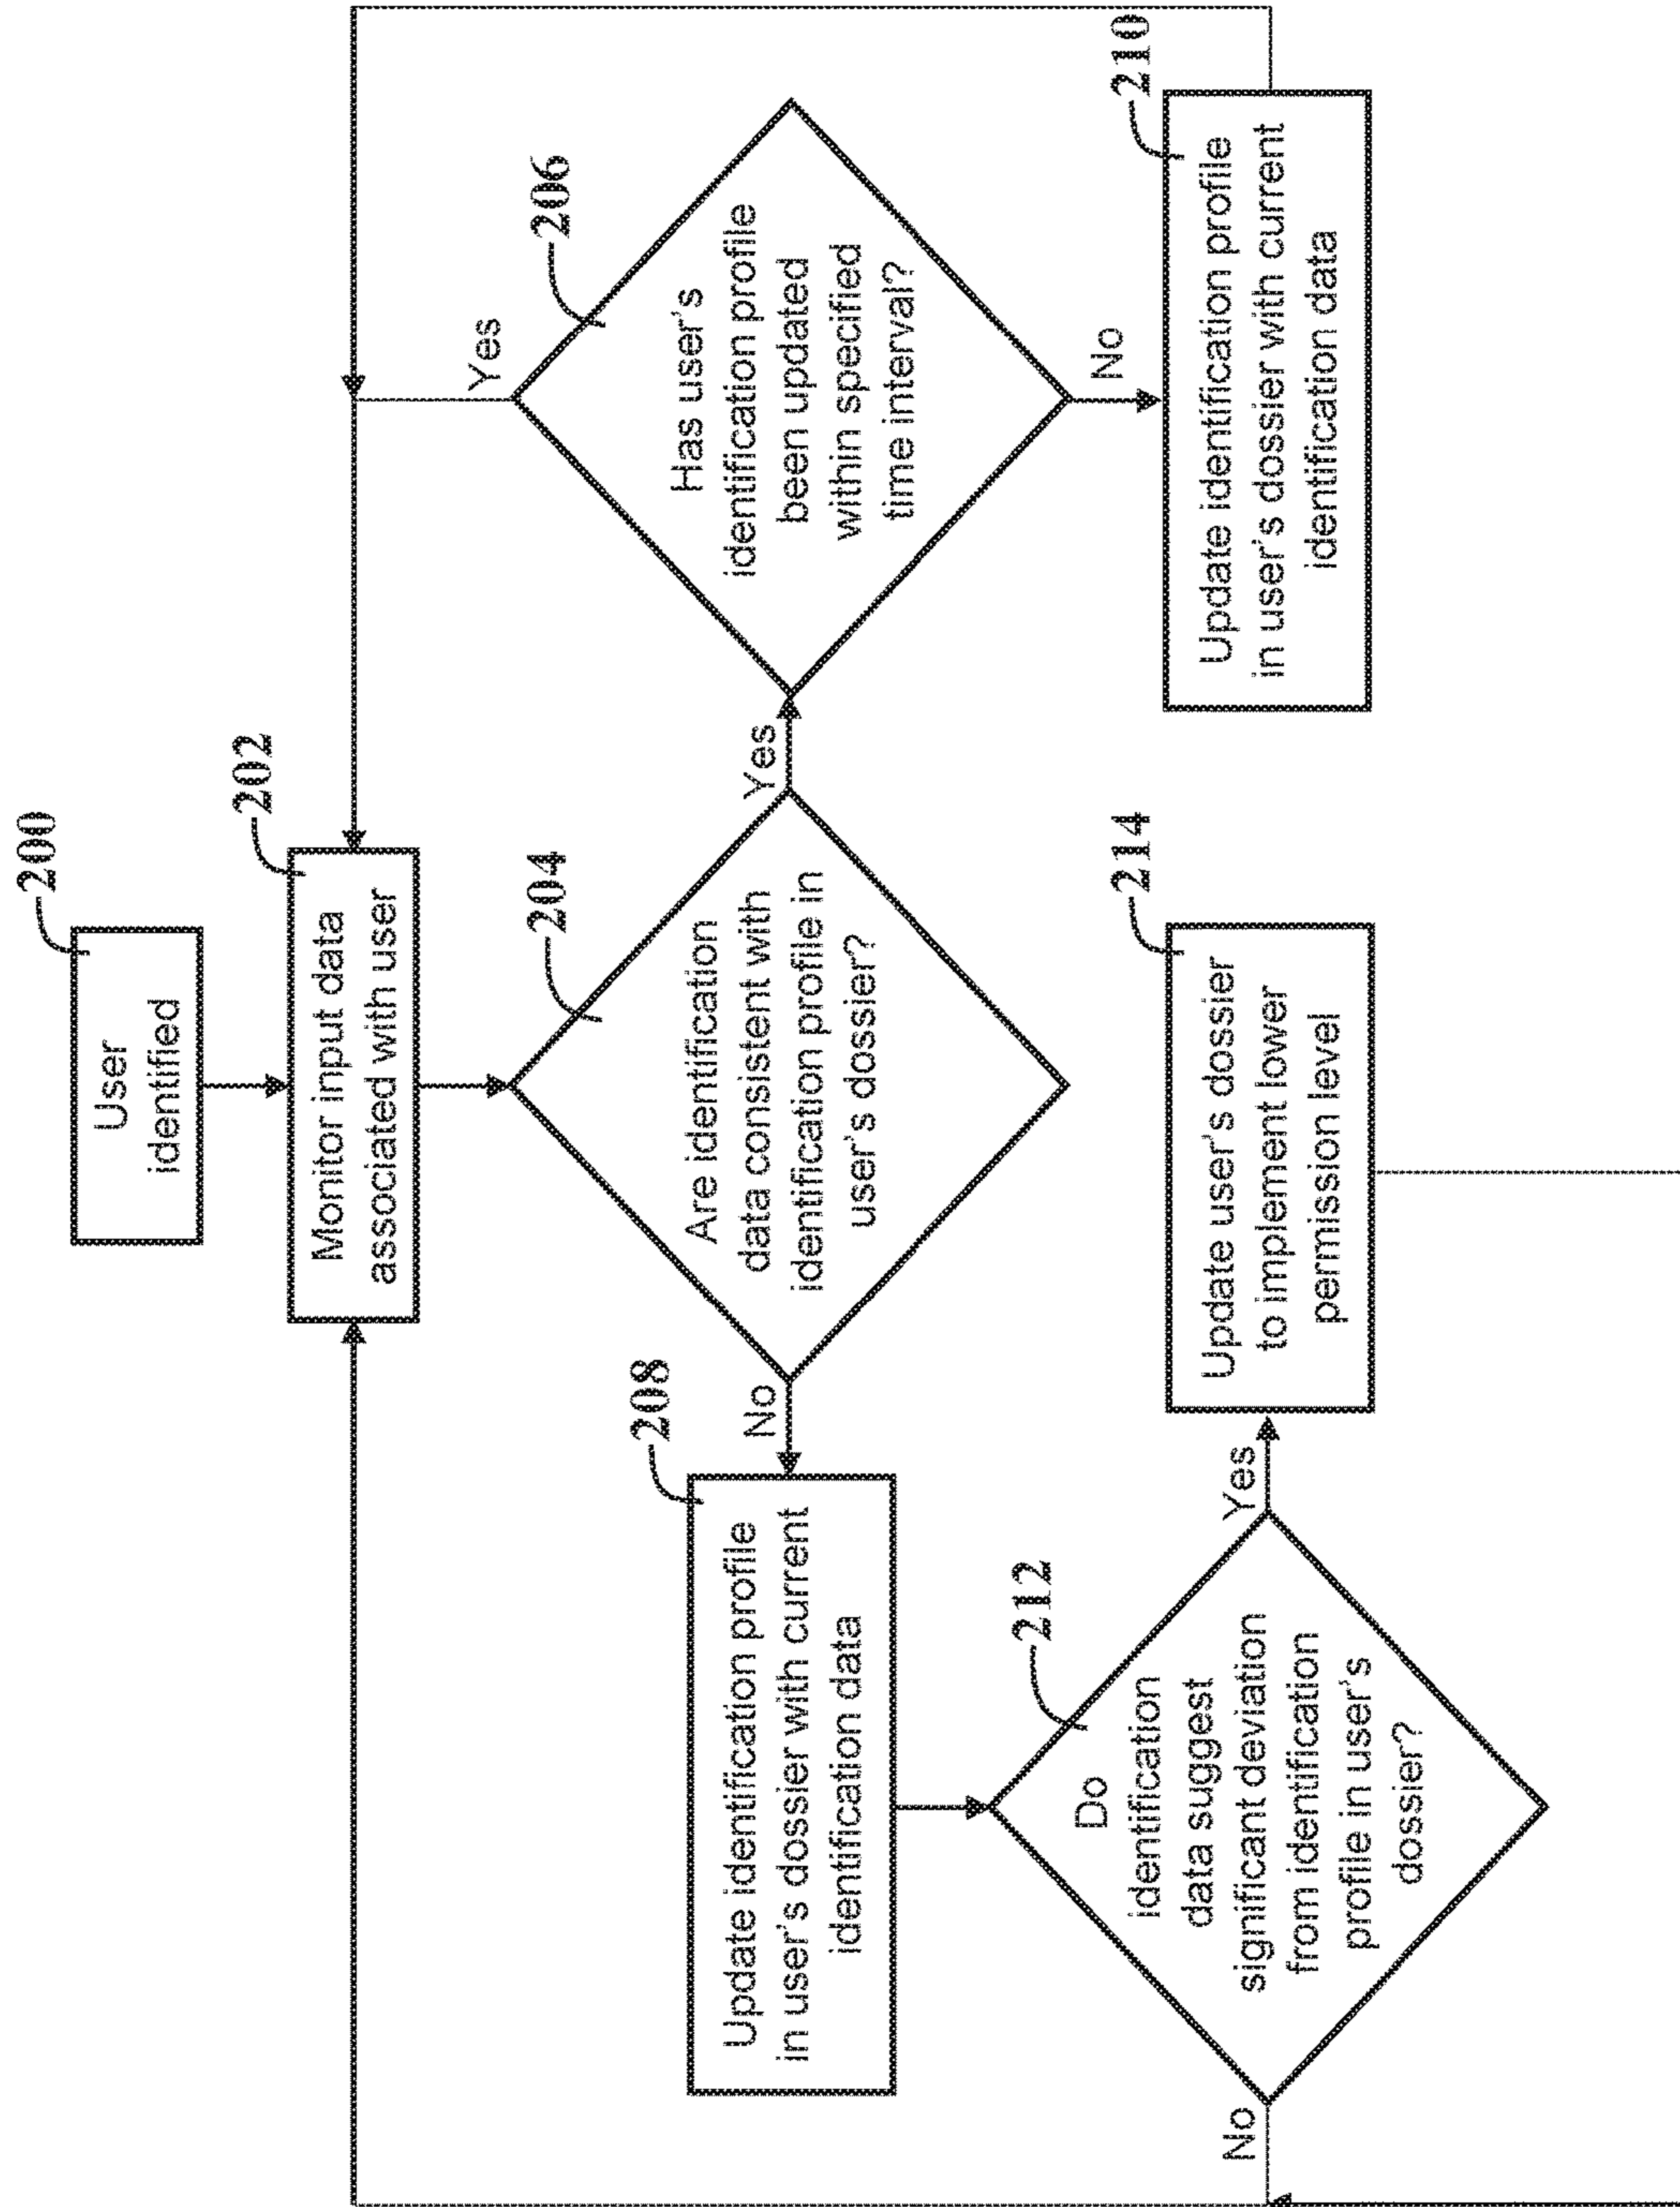 200
User
identified
202
Monitor input data
associated with user
204
Are identification
data consistent with
identification profile in
user's dossier?
Yes
206
Has user's
identification profile
been updated
within specified
time interval?
Yes
No
210
Update identification profile
in user's dossier with current
identification data
No
208
Update identification profile
in user's dossier with current
identification data
212
Do
identification
data suggest
significant deviation
from identification
profile in user's
dossier?
No
Yes
214
Update user's dossier
to implement lower
permission level